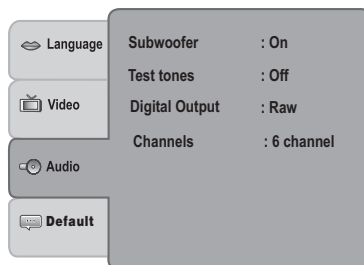 Language
Video
Audio
Default
Subwoofer : On
Test tones : Off
Digital Output : Raw
Channels : 6 channel